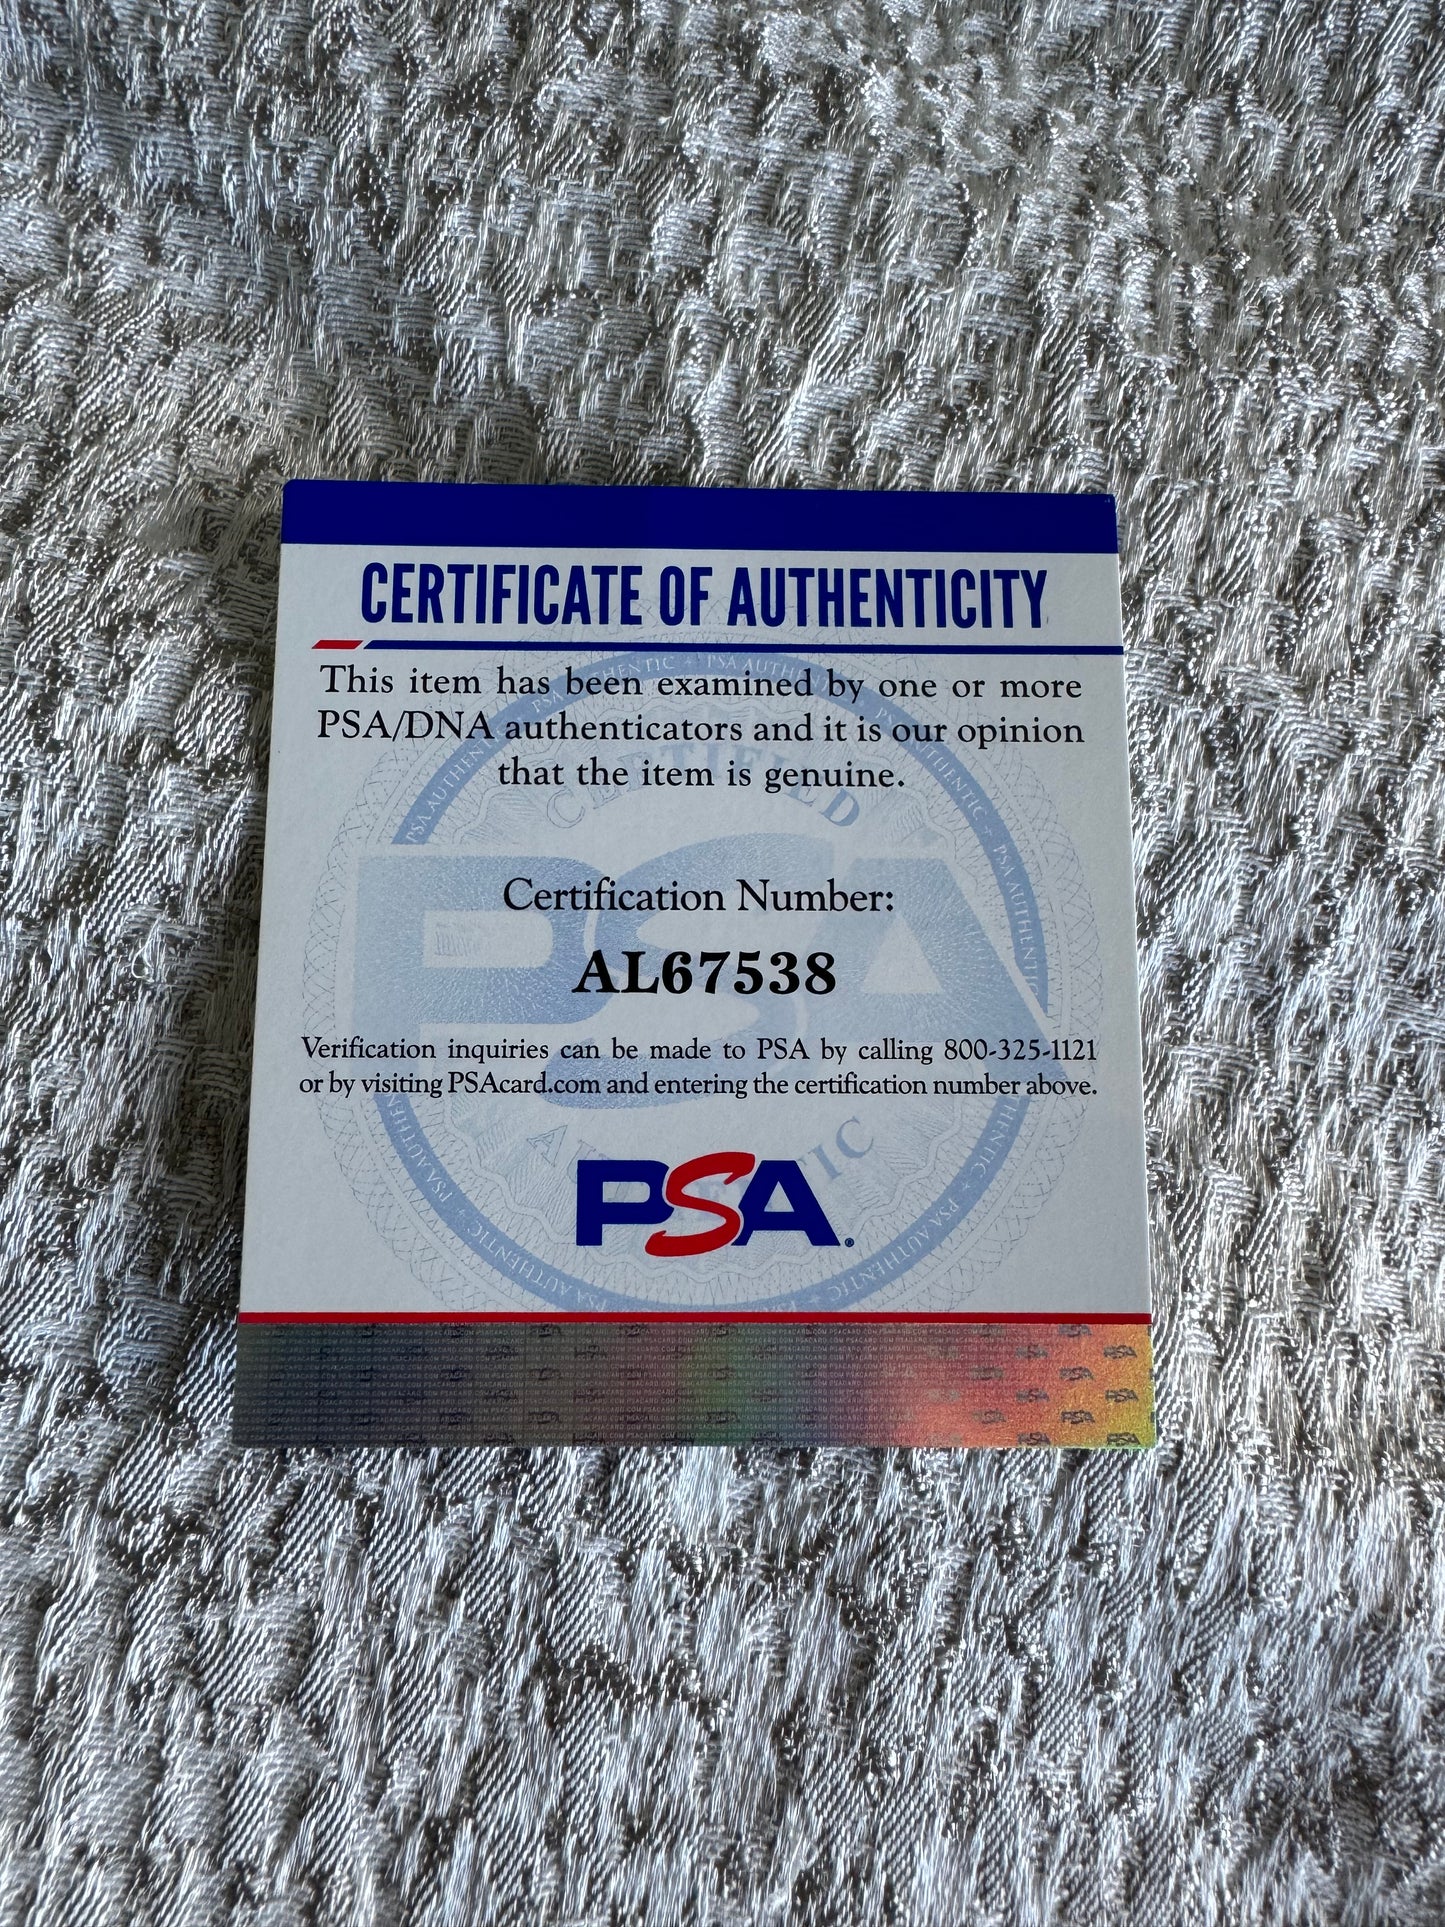 CERTIFICATE OF AUTHENTICITY
This item has been examined by one or more
PSA/DNA authenticators and it is our opinion
that the item is genuine.
Certification Number:
AL67538
Verification inquiries can be made to PSA by calling 800-325-1121
or by visiting PSAcard.com and entering the certification number above.
PSA®